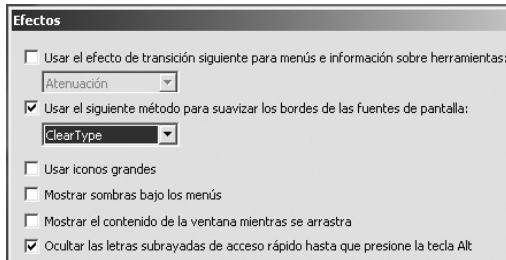 Efectos
Usar el efecto de transición siguiente para menús e información sobre herramientas:
Atenuación
Usar el siguiente método para suavizar los bordes de las fuentes de pantalla:
ClearType
Usar iconos grandes
Mostrar sombras bajo los menús
Mostrar el contenido de la ventana mientras se arrastra
Ocultar las letras subrayadas de acceso rápido hasta que presione la tecla Alt